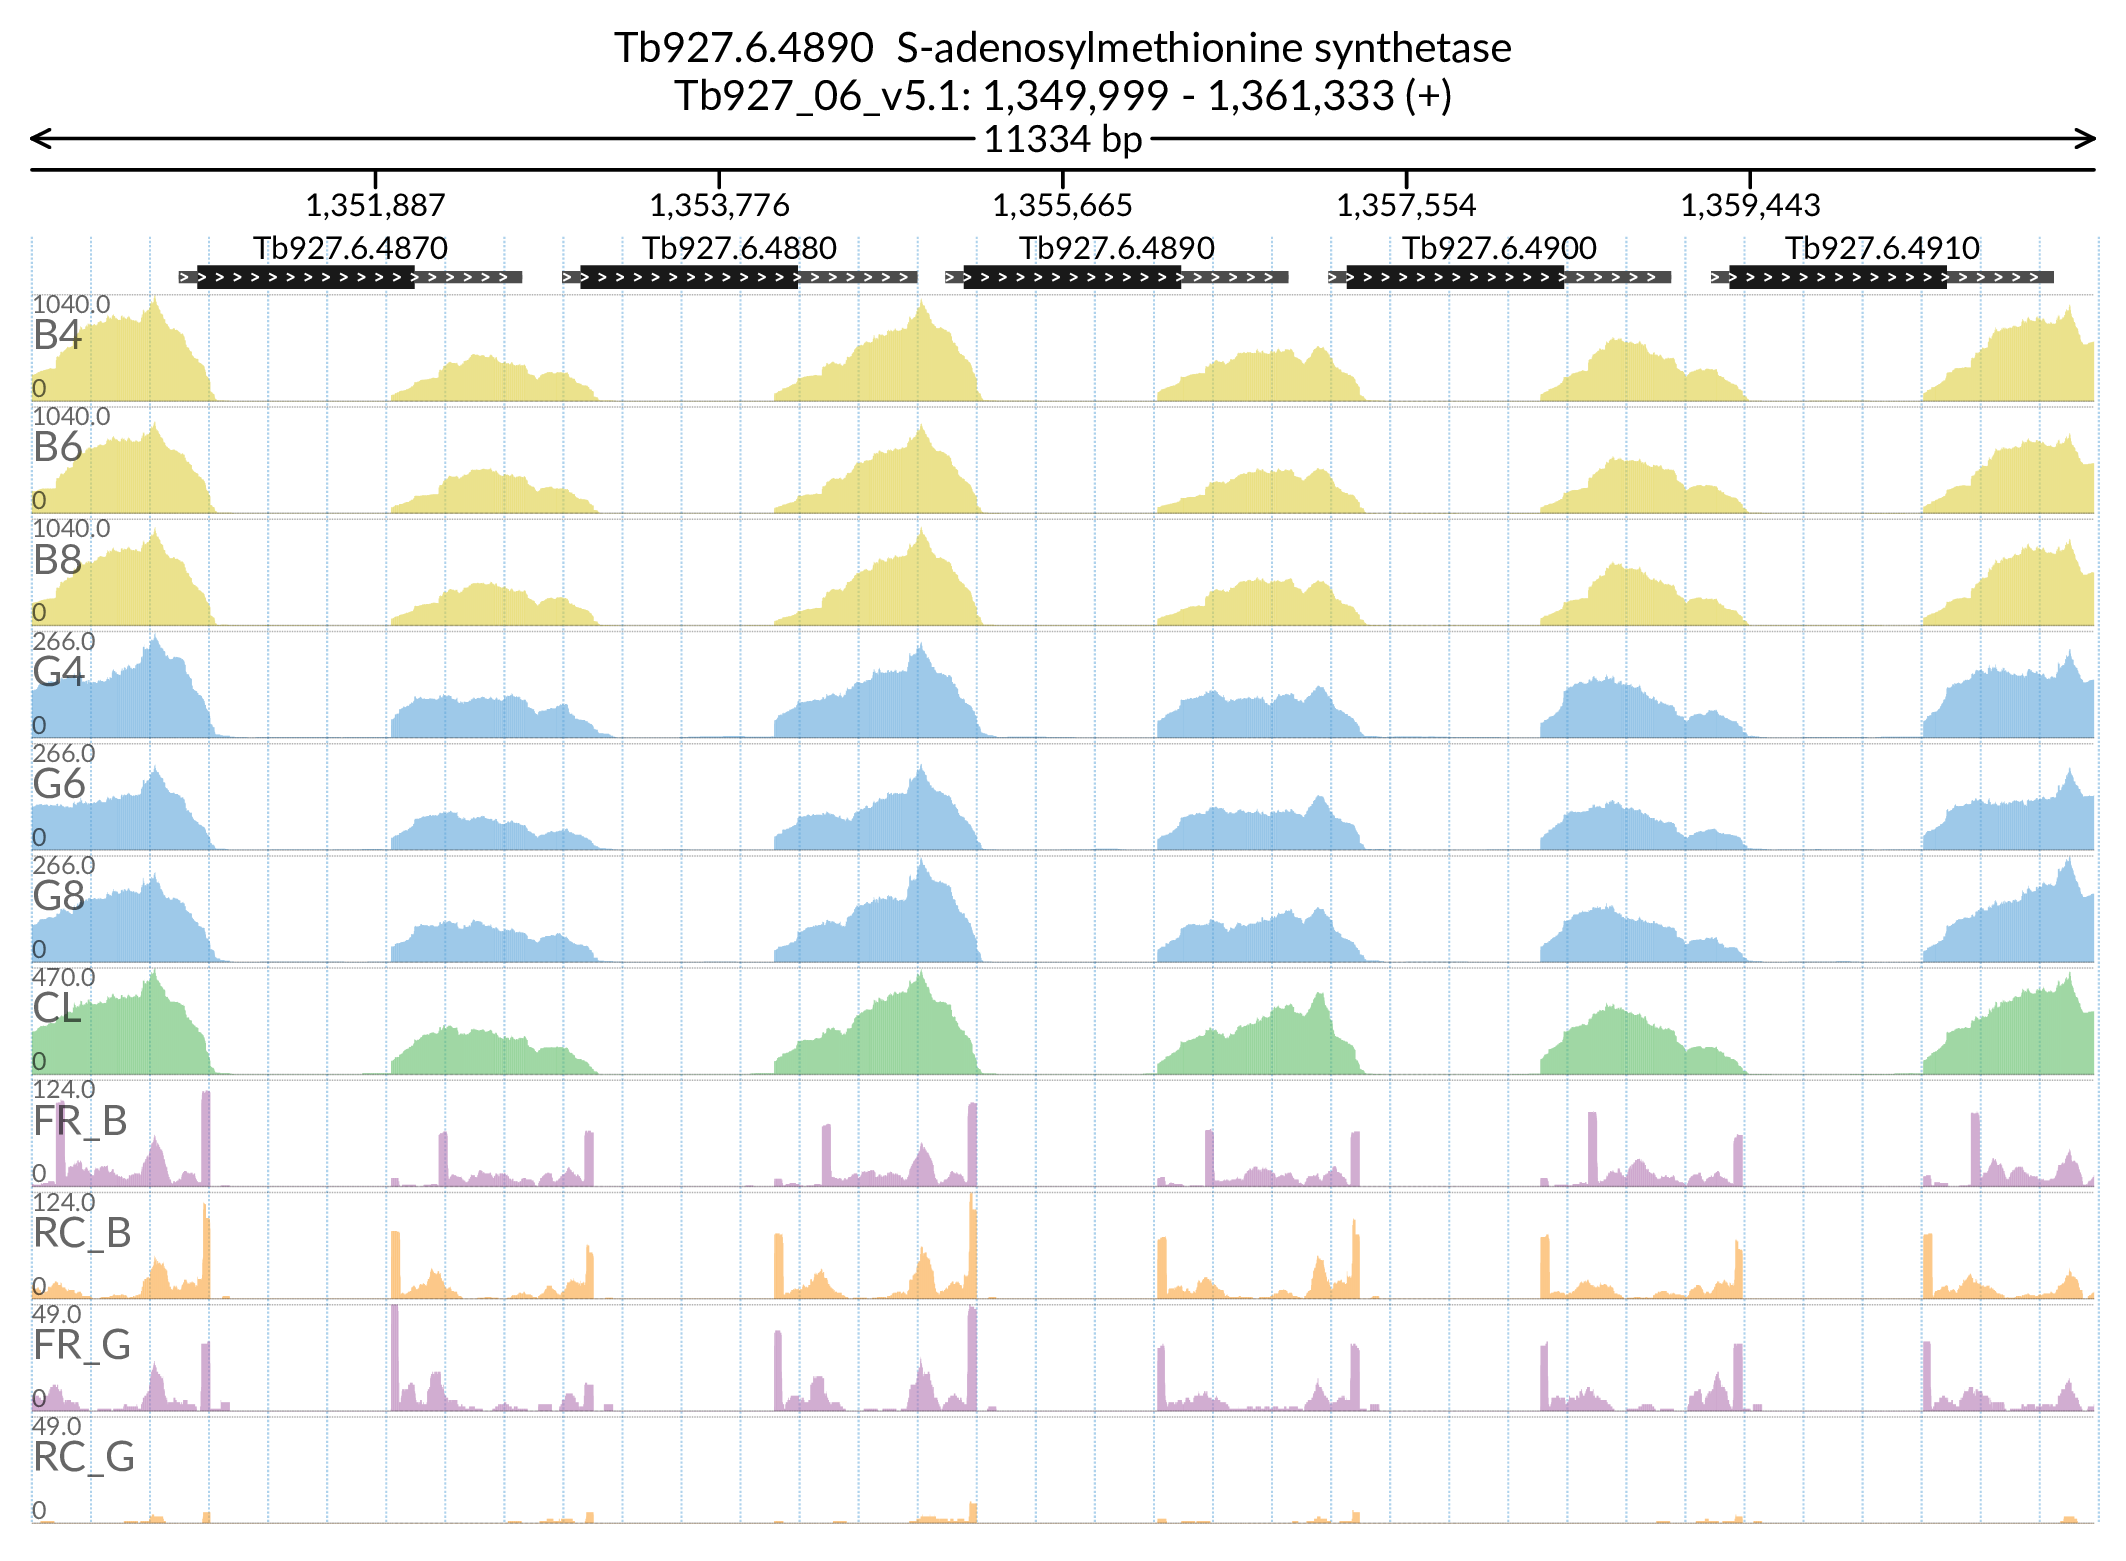 Tb927.6.4890  S-adenosylmethionine synthetase
Tb927_06_v5.1: 1,349,999 - 1,361,333 (+)
11334 bp
1,351,887 1,353,776 1,355,665 1,357,554 1,359,443
Tb927.6.4870 Tb927.6.4880 Tb927.6.4890 Tb927.6.4900 Tb927.6.4910
1040.0
B4
0
1040.0
B6
0
1040.0
B8
0
266.0
G4
0
266.0
G6
0
266.0
G8
0
470.0
CL
0
124.0
FR_B
0
124.0
RC_B
0
49.0
FR_G
0
49.0
RC_G
0